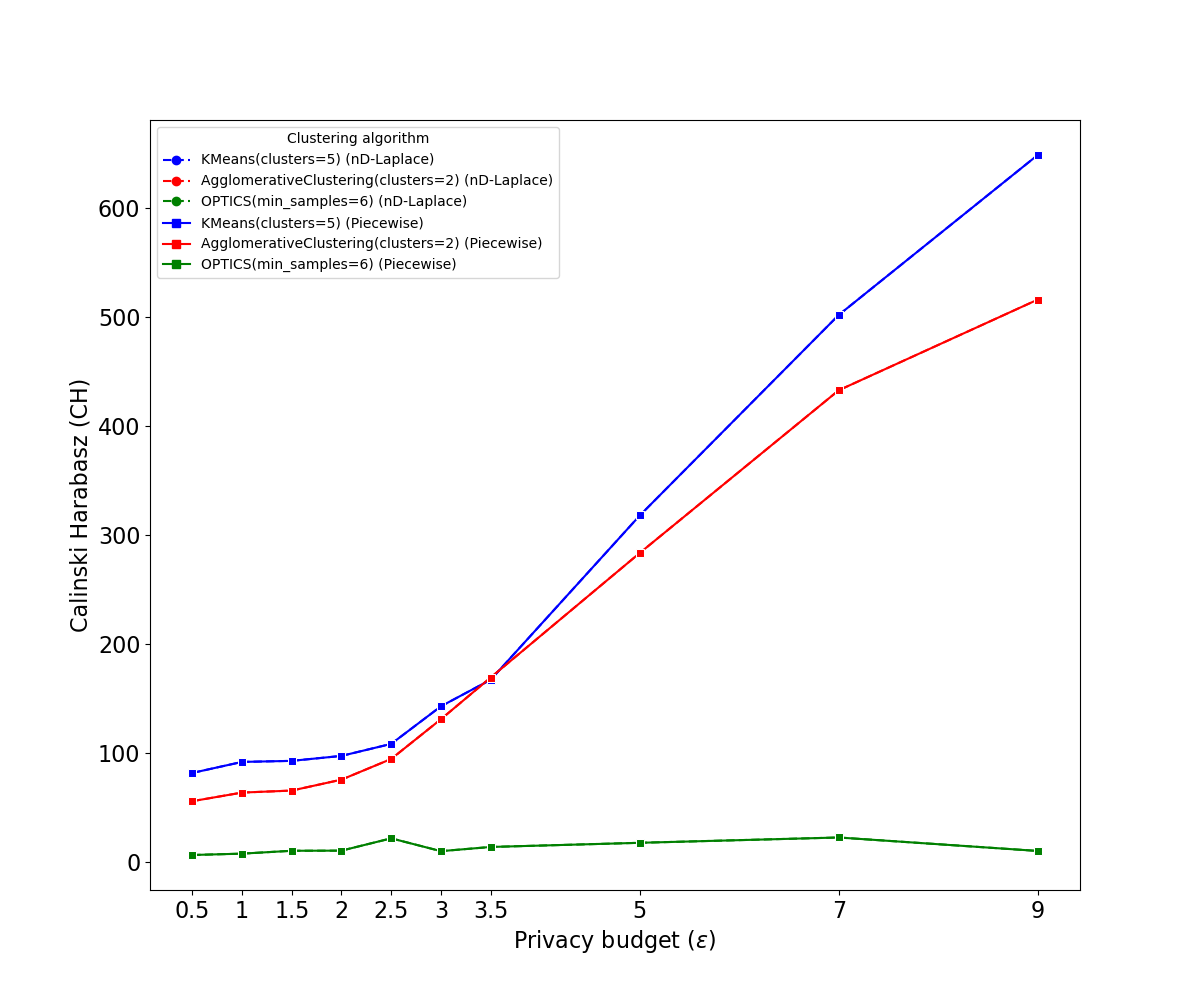 Clustering algorithm
KMeans(clusters=5) (nD-Laplace)
AgglomerativeClustering(clusters=2) (nD-Laplace)
OPTICS(min_samples=6) (nD-Laplace)
KMeans(clusters=5) (Piecewise)
AgglomerativeClustering(clusters=2) (Piecewise)
OPTICS(min_samples=6) (Piecewise)
Calinski Harabasz (CH)
600
500
400
300
200
100
0
0.5 1 1.5 2 2.5 3 3.5 5 7 9
Privacy budget (ε)